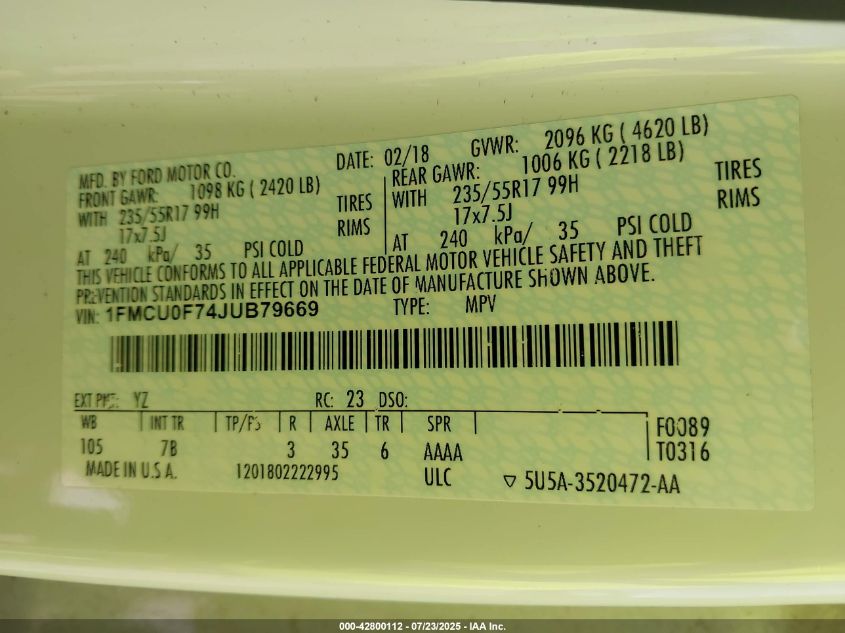 MFD. BY FORD MOTOR CO. DATE: 02/18 GVWR: 2096 KG ( 4620 LB)
FRONT GAWR: 1098 KG ( 2420 LB) REAR GAWR: 1006 KG ( 2218 LB)
WITH 235/55R17 99H TIRES WITH 235/55R17 99H TIRES
17x7.5J RIMS 17x7.5J RIMS
AT 240 kPa/ 35 PSI COLD AT 240 kPa/ 35 PSI COLD
THIS VEHICLE CONFORMS TO ALL APPLICABLE FEDERAL MOTOR VEHICLE SAFETY AND THEFT
PREVENTION STANDARDS IN EFFECT ON THE DATE OF MANUFACTURE SHOWN ABOVE.
VIN: 1FMCU0F74JUB79669 TYPE: MPV
EXT PNT: YZ RC: 23 DSO:
WB INT TR TP/PS R AXLE TR SPR F0089
105 7B 3 35 6 AAAA T0316
MADE IN U.S.A. 1201802222995 ULC ▽ 5U5A-3520472-AA
000-42800112 - 07/23/2025 - IAA Inc.